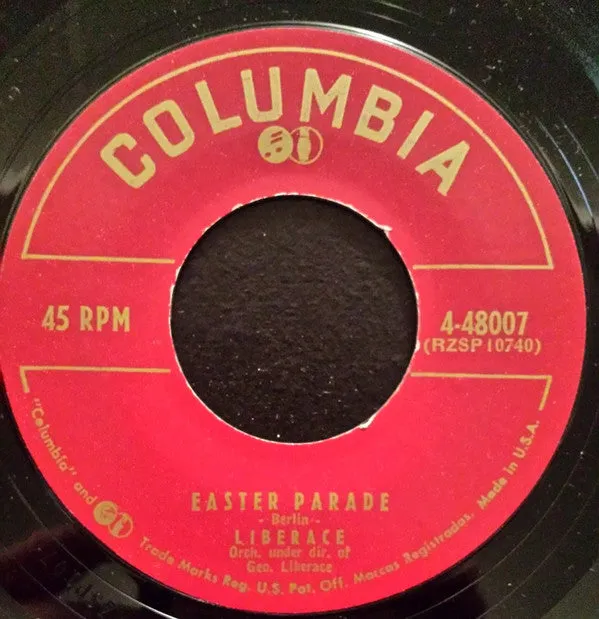 COLUMBIA
45 RPM
4-48007
(RZSP 10740)
EASTER PARADE
- Berlin -
LIBERACE
Orch. under dir. of
Geo. Liberace
"Columbia" and Trade Marks Reg. U.S. Pat. Off. Marcas Registradas. Made in U.S.A.